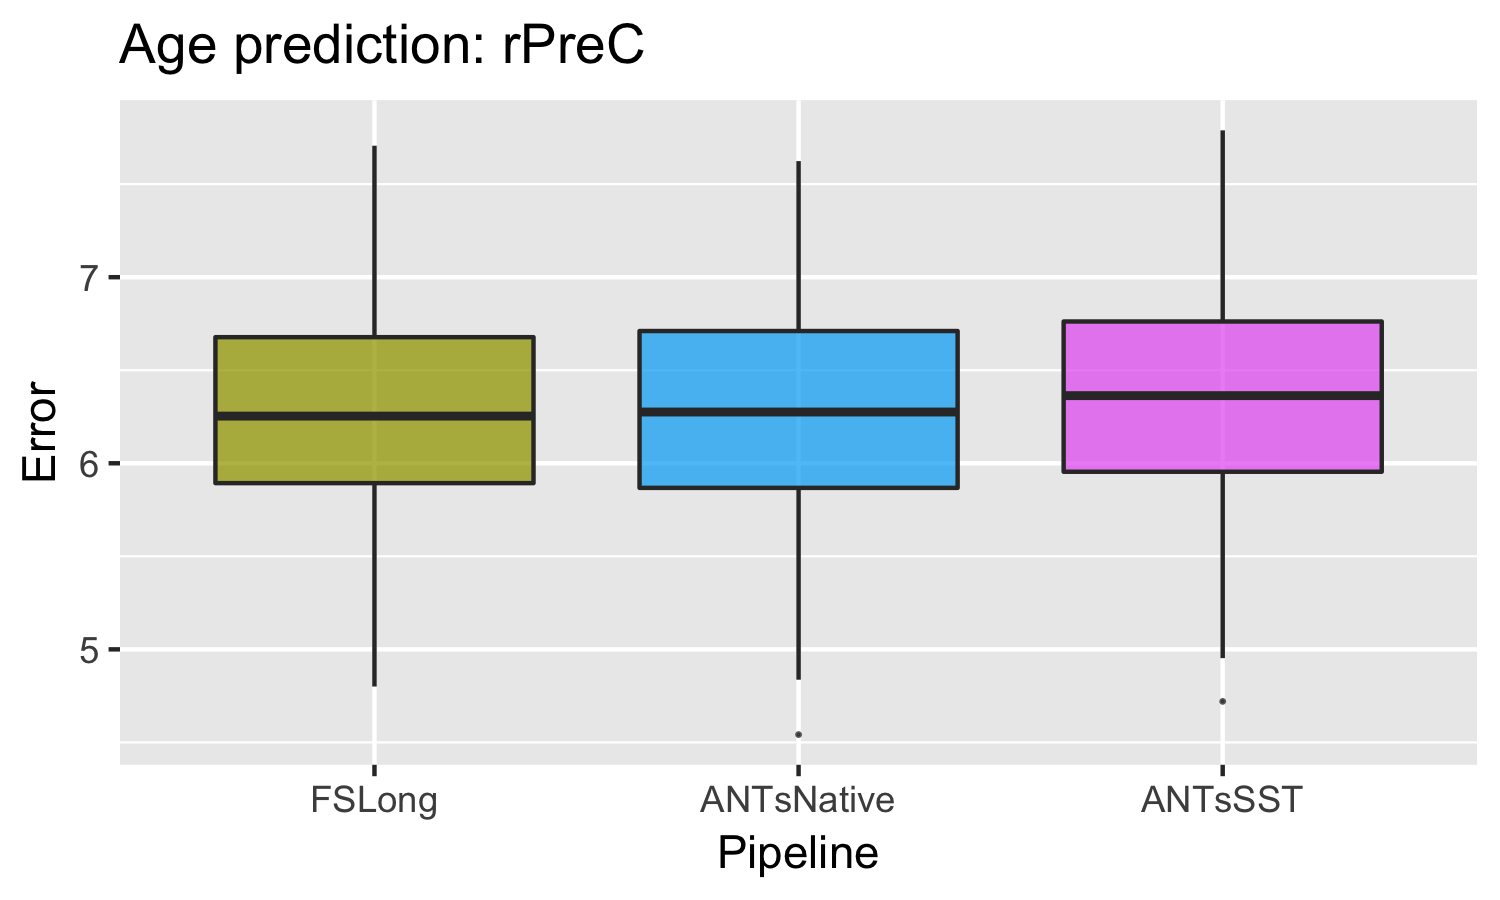 Age prediction: rPreC
7
6
5
Error
FSLong
ANTsNative
ANTsSST
Pipeline